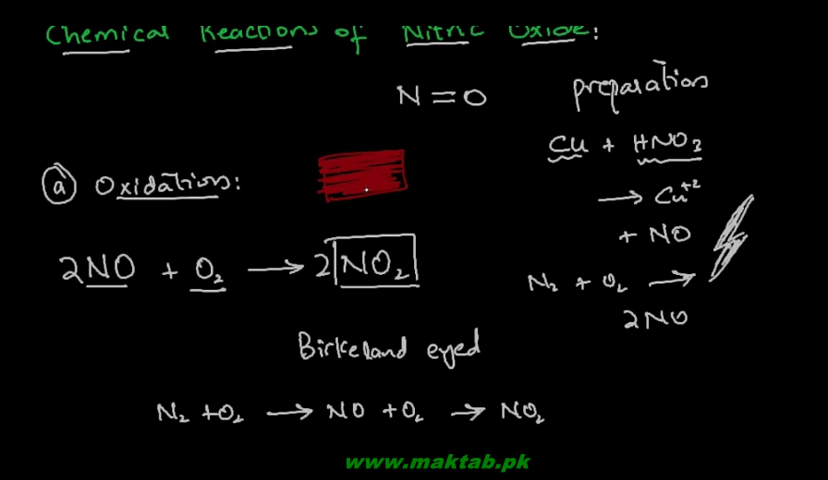 Chemical Reactions of Nitric Oxide:
N=O
preparation
Cu + HNO3
→ Cu+2
+ NO
N2 + O2 →
2NO
a Oxidation:
2NO + O2 → 2NO2
Birkeland eyed
N2 +O2 → NO +O2 → NO2
www.maktab.pk